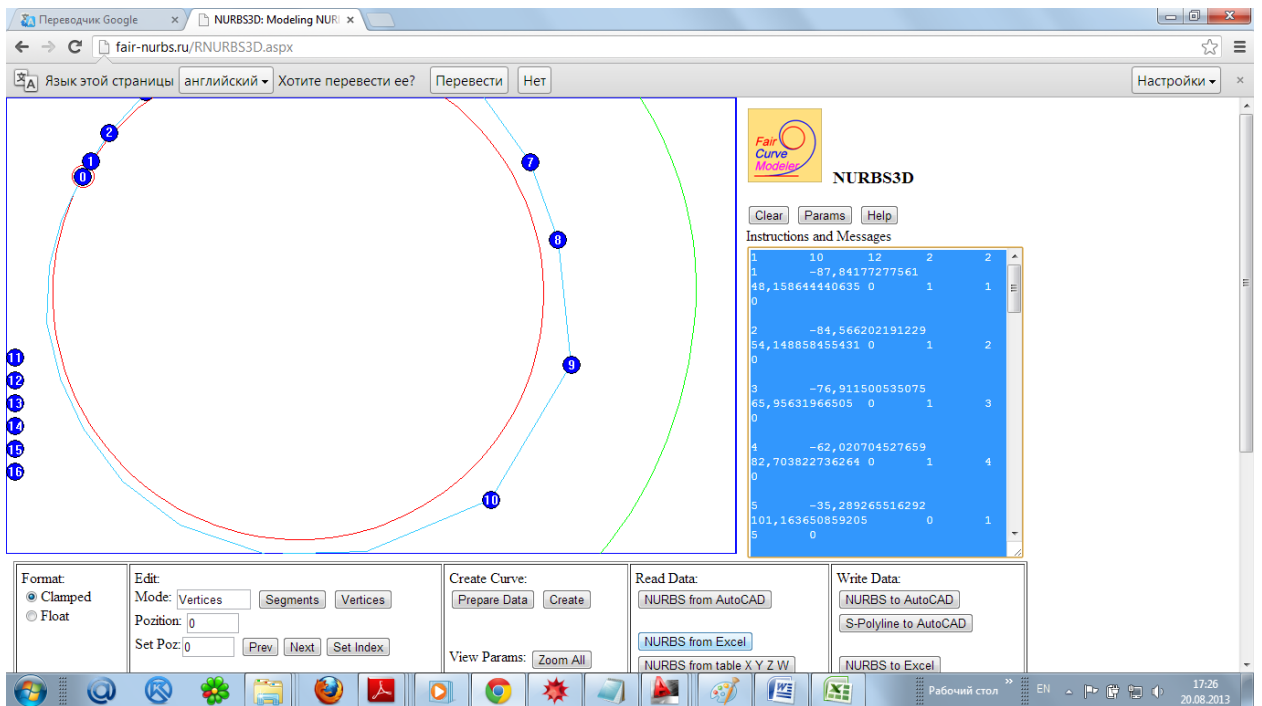 Переводчик Google
NURBS3D: Modeling NUR
fair-nurbs.ru/RNURBS3D.aspx
Язык этой страницы английский Хотите перевести ее? Перевести Нет Настройки
2
1
0
7
8
9
10
11
12
13
14
15
16
Fair
Curve
Modeler
NURBS3D
Clear Params Help
Instructions and Messages
1 10 12 2 2
1 -87,84177277561
48,158644440635 0 1 1
0
2 -84,566202191229
54,148858455431 0 1 2
0
3 -76,911500535075
65,95631966505 0 1 3
0
4 -62,020704527659
82,703822736264 0 1 4
0
5 -35,289265516292
101,163650859205 0 1
5 0
Format:
Clamped
Float
Edit:
Mode: Vertices Segments Vertices
Pozition: 0
Set Poz: 0 Prev Next Set Index
Create Curve:
Prepare Data Create
View Params: Zoom All
Read Data:
NURBS from AutoCAD
NURBS from Excel
NURBS from table X Y Z W
Write Data:
NURBS to AutoCAD
S-Polyline to AutoCAD
NURBS to Excel
Рабочий стол EN 17:26
20.08.2013